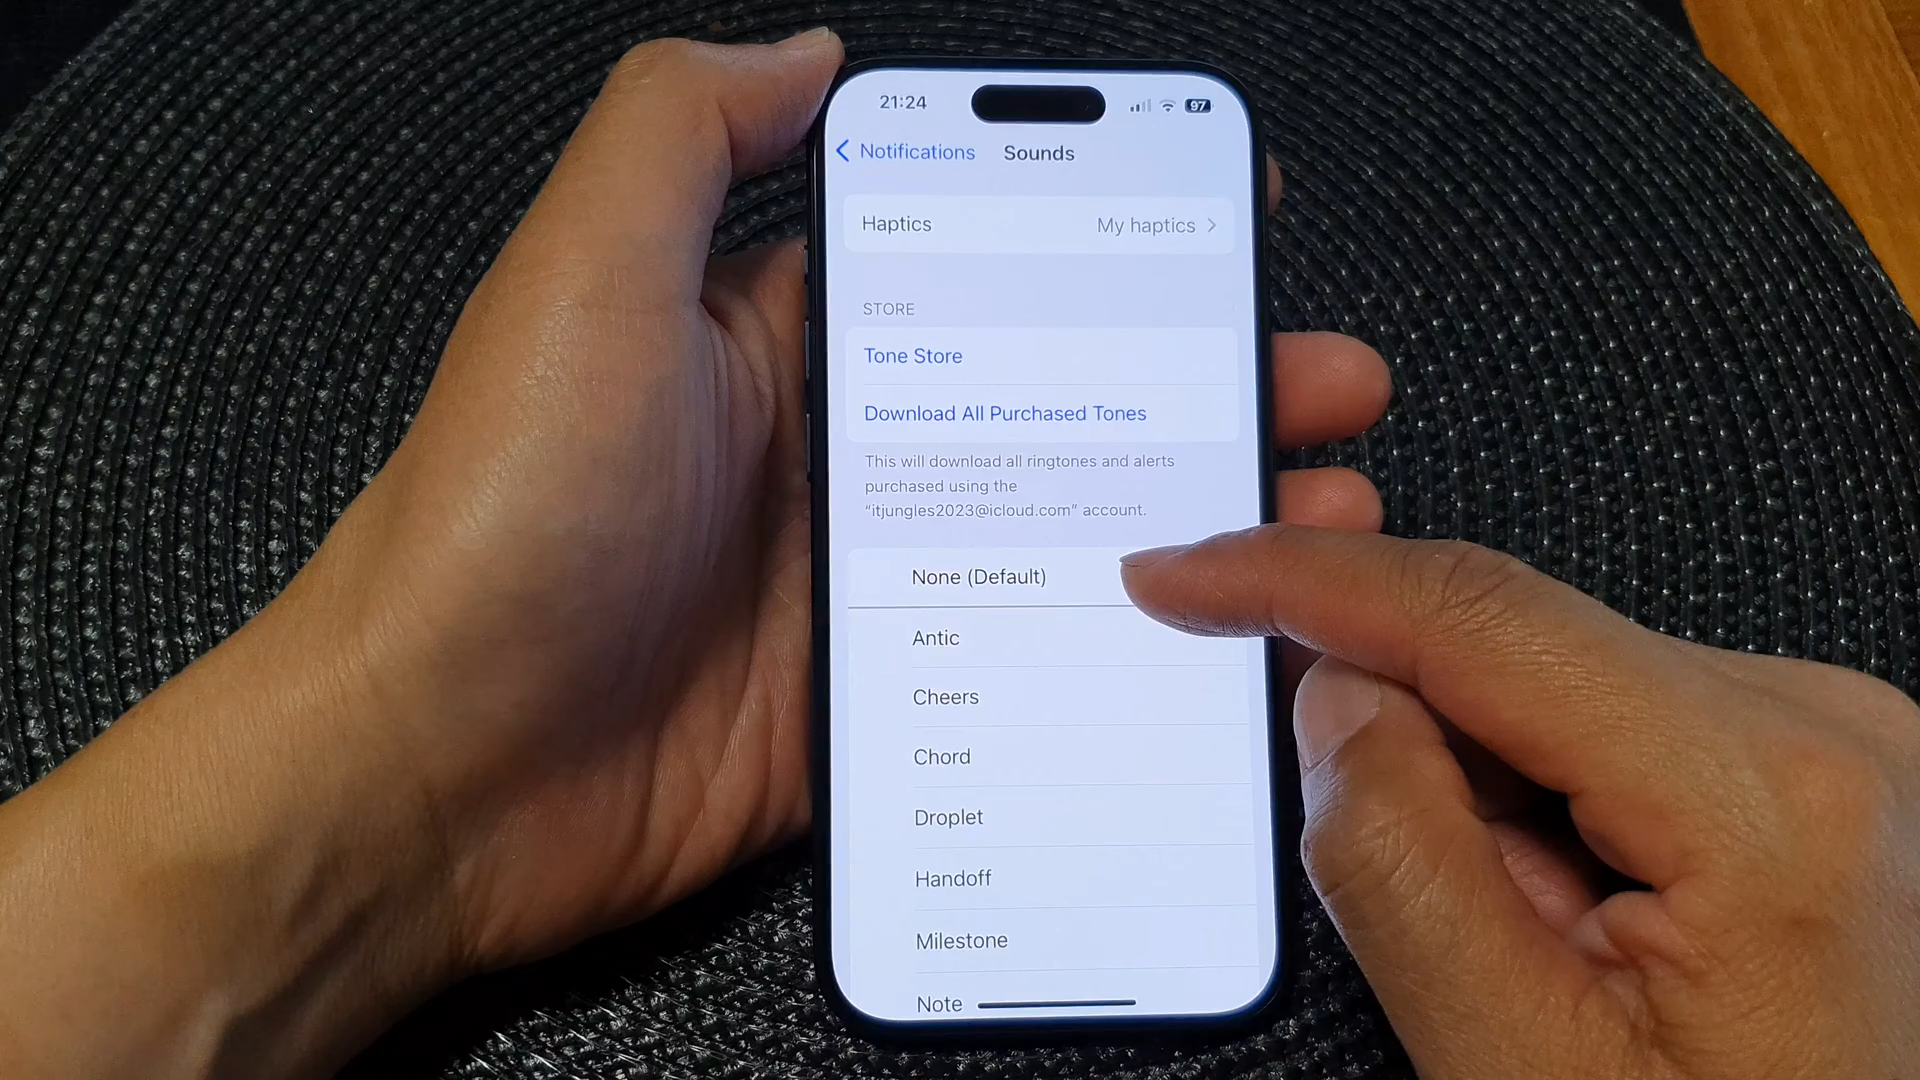 21:24
97
Notifications
Sounds
Haptics
My haptics
STORE
Tone Store
Download All Purchased Tones
This will download all ringtones and alerts
purchased using the
“itjungles2023@icloud.com” account.
None (Default)
Antic
Cheers
Chord
Droplet
Handoff
Milestone
Note